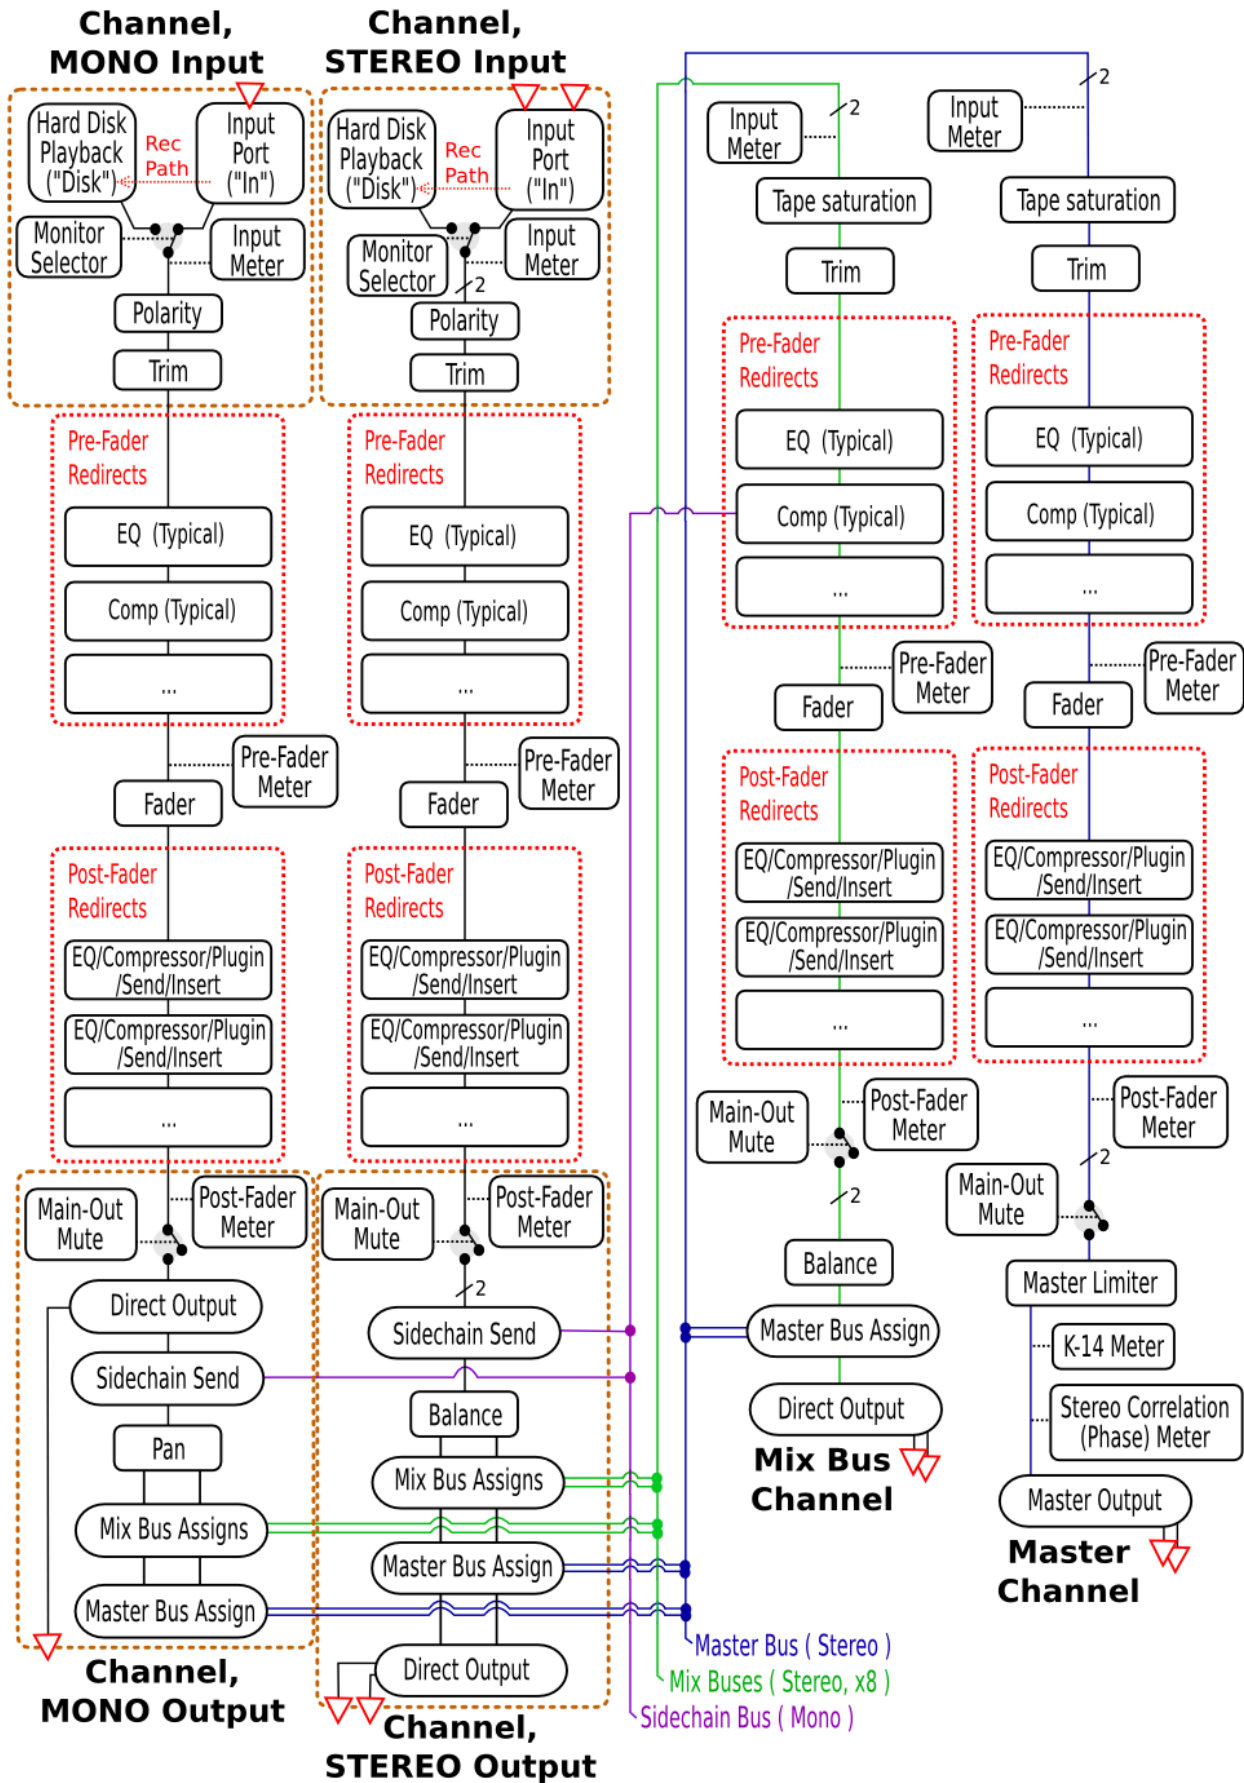 Channel,
MONO Input
Hard Disk
Playback
("Disk")
Rec
Path
Input
Port
("In")
Monitor
Selector
Input
Meter
Polarity
Trim
Pre-Fader
Redirects
EQ (Typical)
Comp (Typical)
...
Pre-Fader
Meter
Fader
Post-Fader
Redirects
EQ/Compressor/Plugin
/Send/Insert
EQ/Compressor/Plugin
/Send/Insert
...
Main-Out
Mute
Post-Fader
Meter
Direct Output
Sidechain Send
Pan
Mix Bus Assigns
Master Bus Assign
Channel,
MONO Output
Channel,
STEREO Input
Hard Disk
Playback
("Disk")
Rec
Path
Input
Port
("In")
Monitor
Selector
Input
Meter
2
Polarity
Trim
Pre-Fader
Redirects
EQ (Typical)
Comp (Typical)
...
Pre-Fader
Meter
Fader
Post-Fader
Redirects
EQ/Compressor/Plugin
/Send/Insert
EQ/Compressor/Plugin
/Send/Insert
...
Main-Out
Mute
Post-Fader
Meter
2
Sidechain Send
Balance
Mix Bus Assigns
Master Bus Assign
Direct Output
Channel,
STEREO Output
2
Input
Meter
Tape saturation
Trim
Pre-Fader
Redirects
EQ (Typical)
Comp (Typical)
...
Pre-Fader
Meter
Fader
Post-Fader
Redirects
EQ/Compressor/Plugin
/Send/Insert
EQ/Compressor/Plugin
/Send/Insert
...
Main-Out
Mute
Post-Fader
Meter
2
Balance
Master Bus Assign
Direct Output
Mix Bus
Channel
2
Input
Meter
Tape saturation
Trim
Pre-Fader
Redirects
EQ (Typical)
Comp (Typical)
...
Pre-Fader
Meter
Fader
Post-Fader
Redirects
EQ/Compressor/Plugin
/Send/Insert
EQ/Compressor/Plugin
/Send/Insert
...
Post-Fader
Meter
2
Main-Out
Mute
Master Limiter
K-14 Meter
Stereo Correlation
(Phase) Meter
Master Output
Master
Channel
Master Bus ( Stereo )
Mix Buses ( Stereo, x8 )
Sidechain Bus ( Mono )